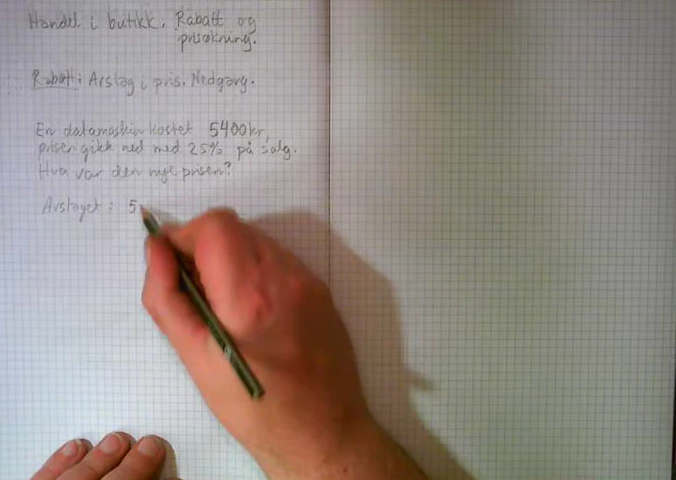 Handel i butikk. Rabatt og
prisøkning.
Rabatt: Avslag i pris. Nedgang.
En datamaskin kostet 5400 kr,
prisen gikk ned med 25% på salg.
Hva var den nye prisen?
Avslaget: 5